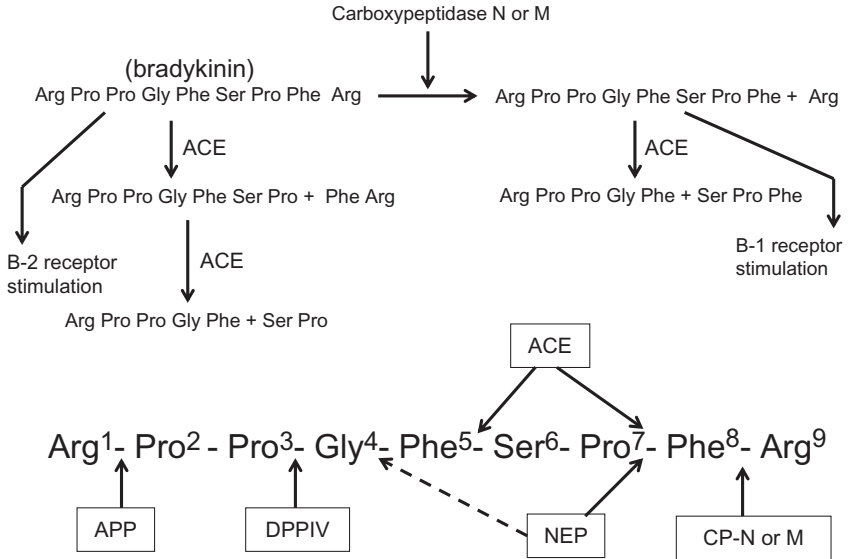 Carboxypeptidase N or M
(bradykinin)
Arg Pro Pro Gly Phe Ser Pro Phe Arg
Arg Pro Pro Gly Phe Ser Pro Phe + Arg
ACE
ACE
Arg Pro Pro Gly Phe Ser Pro + Phe Arg
Arg Pro Pro Gly Phe + Ser Pro Phe
B-2 receptor
stimulation
ACE
B-1 receptor
stimulation
Arg Pro Pro Gly Phe + Ser Pro
ACE
Arg¹- Pro² - Pro³- Gly⁴- Phe⁵- Ser⁶- Pro⁷- Phe⁸- Arg⁹
APP
DPPIV
NEP
CP-N or M